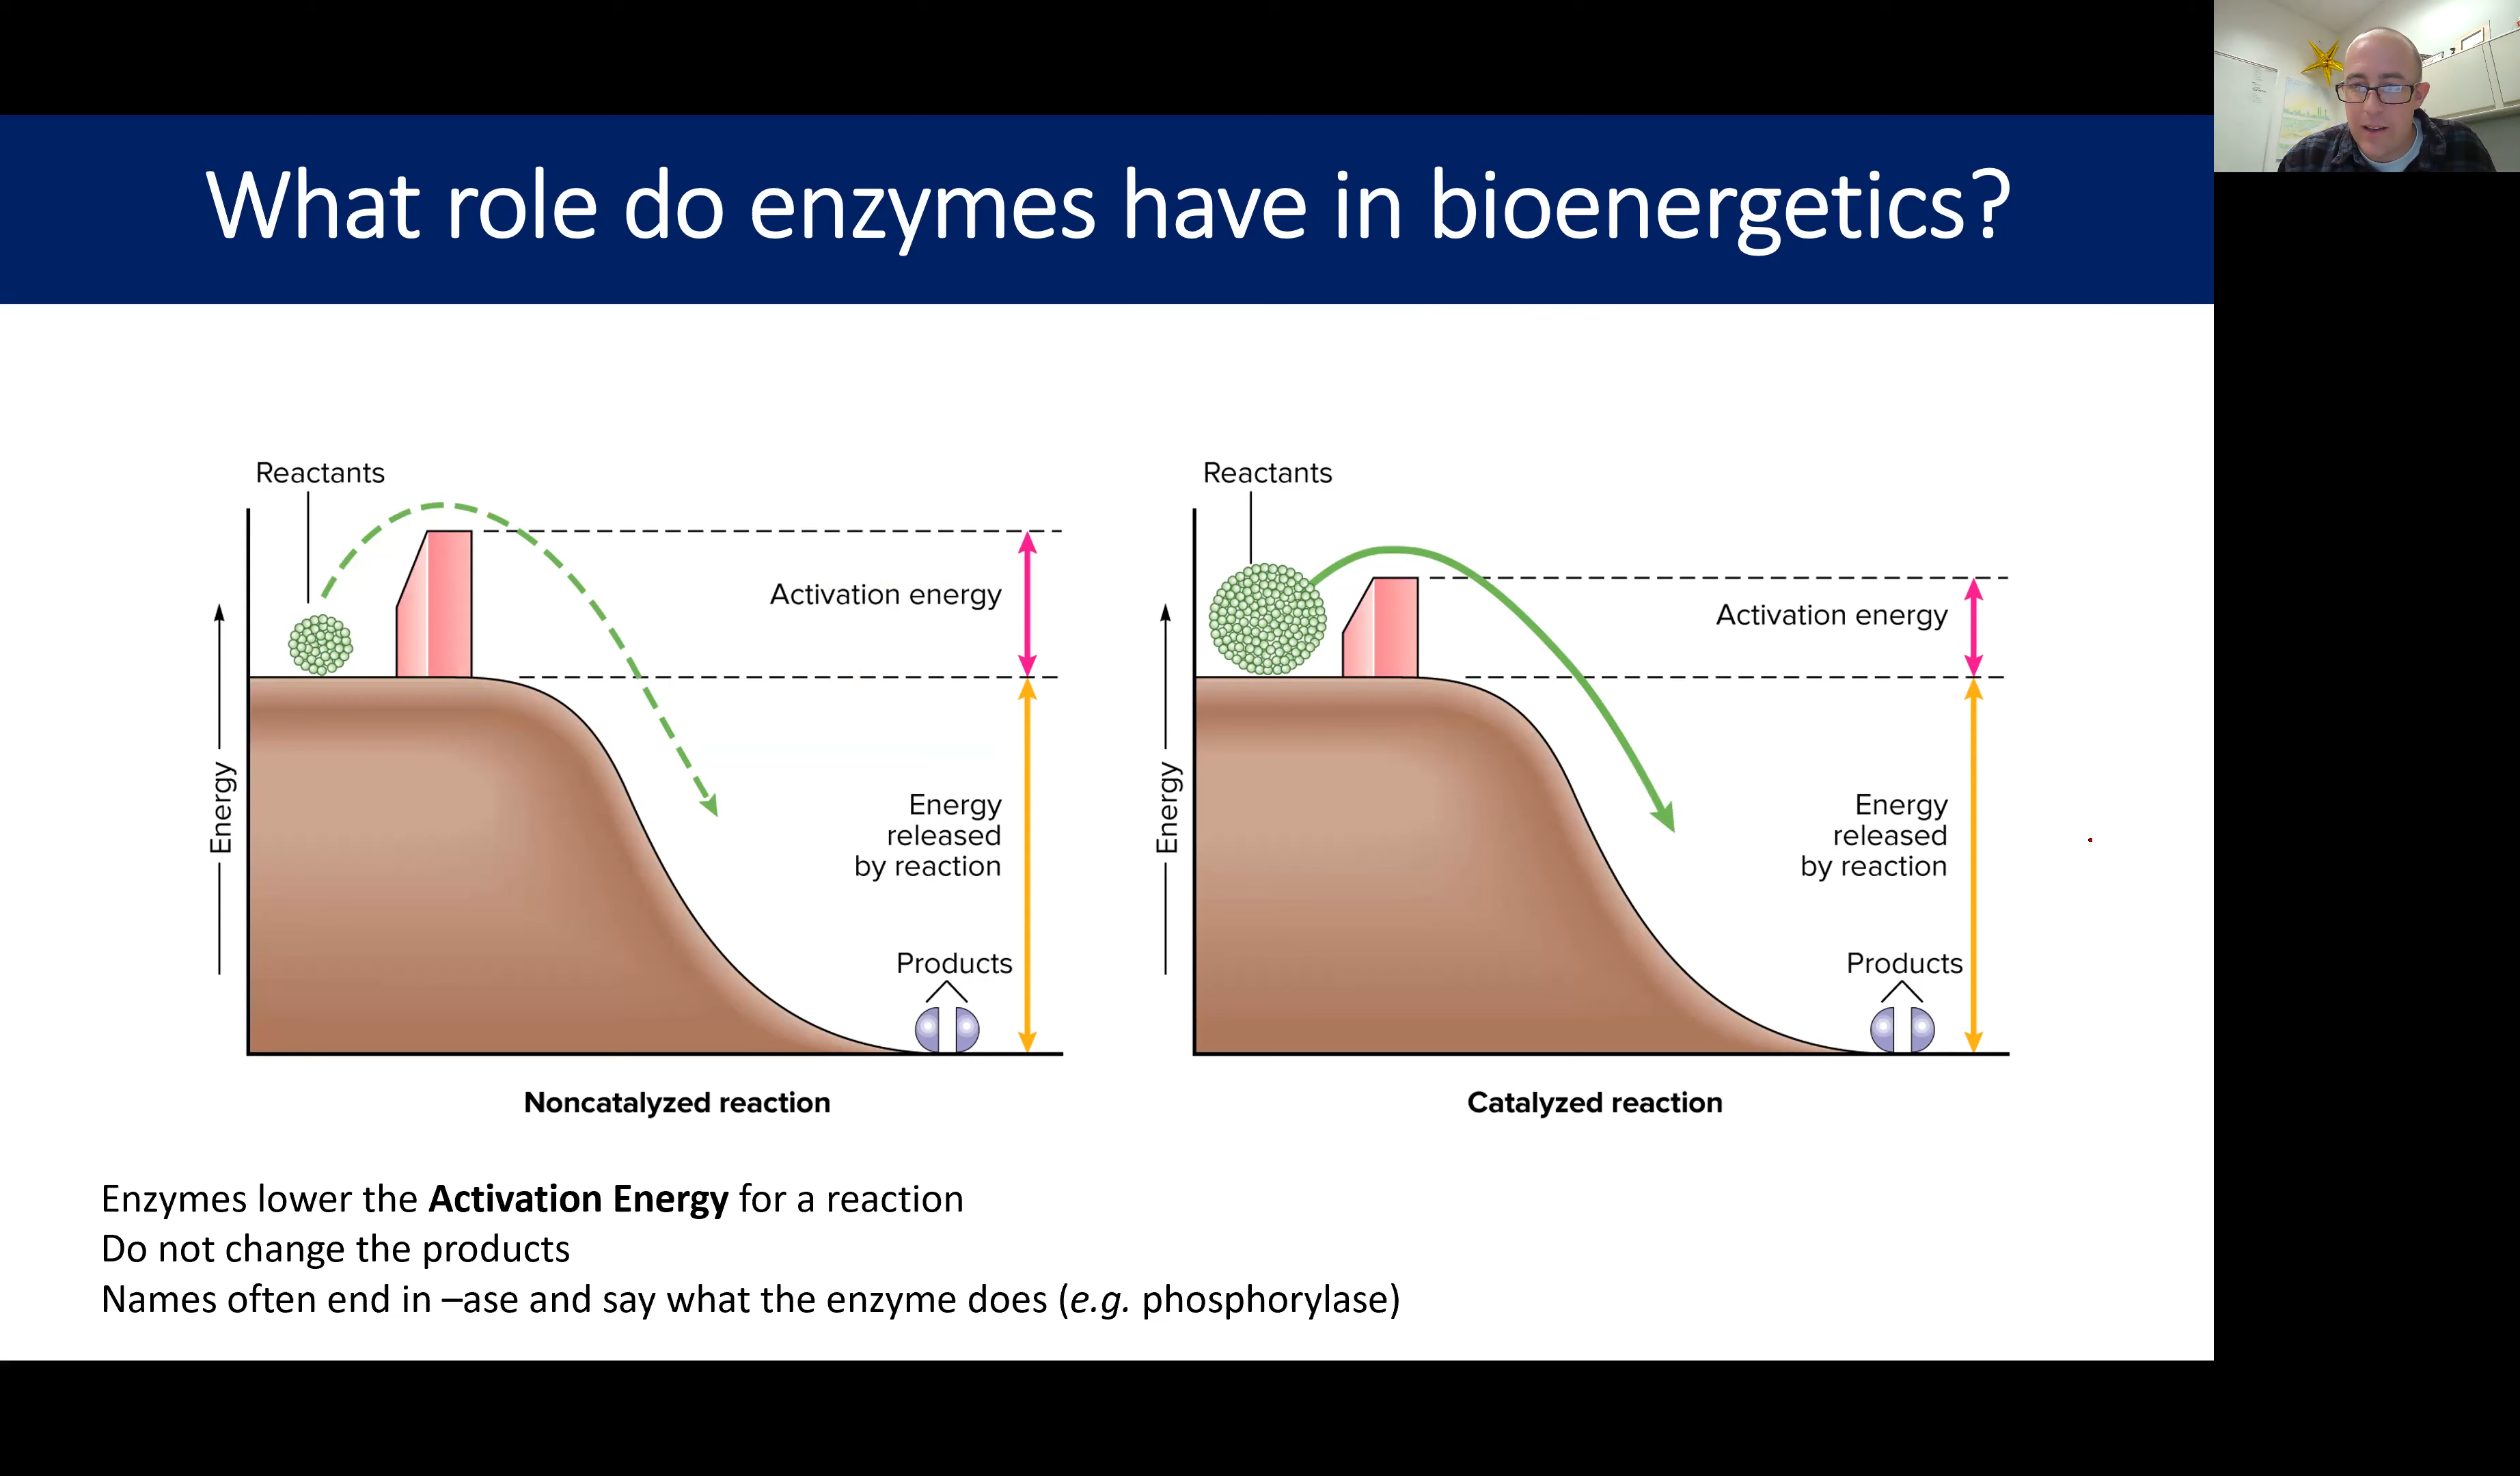 What role do enzymes have in bioenergetics?
Reactants
Activation energy
Energy
released
by reaction
Products
Energy
Noncatalyzed reaction
Reactants
Activation energy
Energy
released
by reaction
Products
Energy
Catalyzed reaction
Enzymes lower the Activation Energy for a reaction
Do not change the products
Names often end in –ase and say what the enzyme does (e.g. phosphorylase)